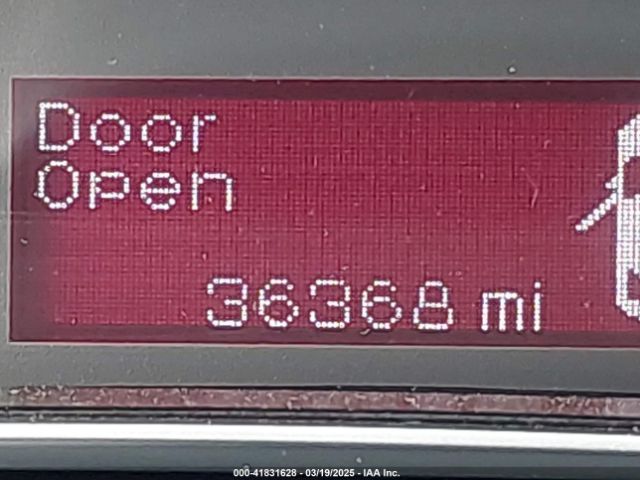 Door
Open
36368 mi
000-41831628 - 03/19/2025 - IAA Inc.